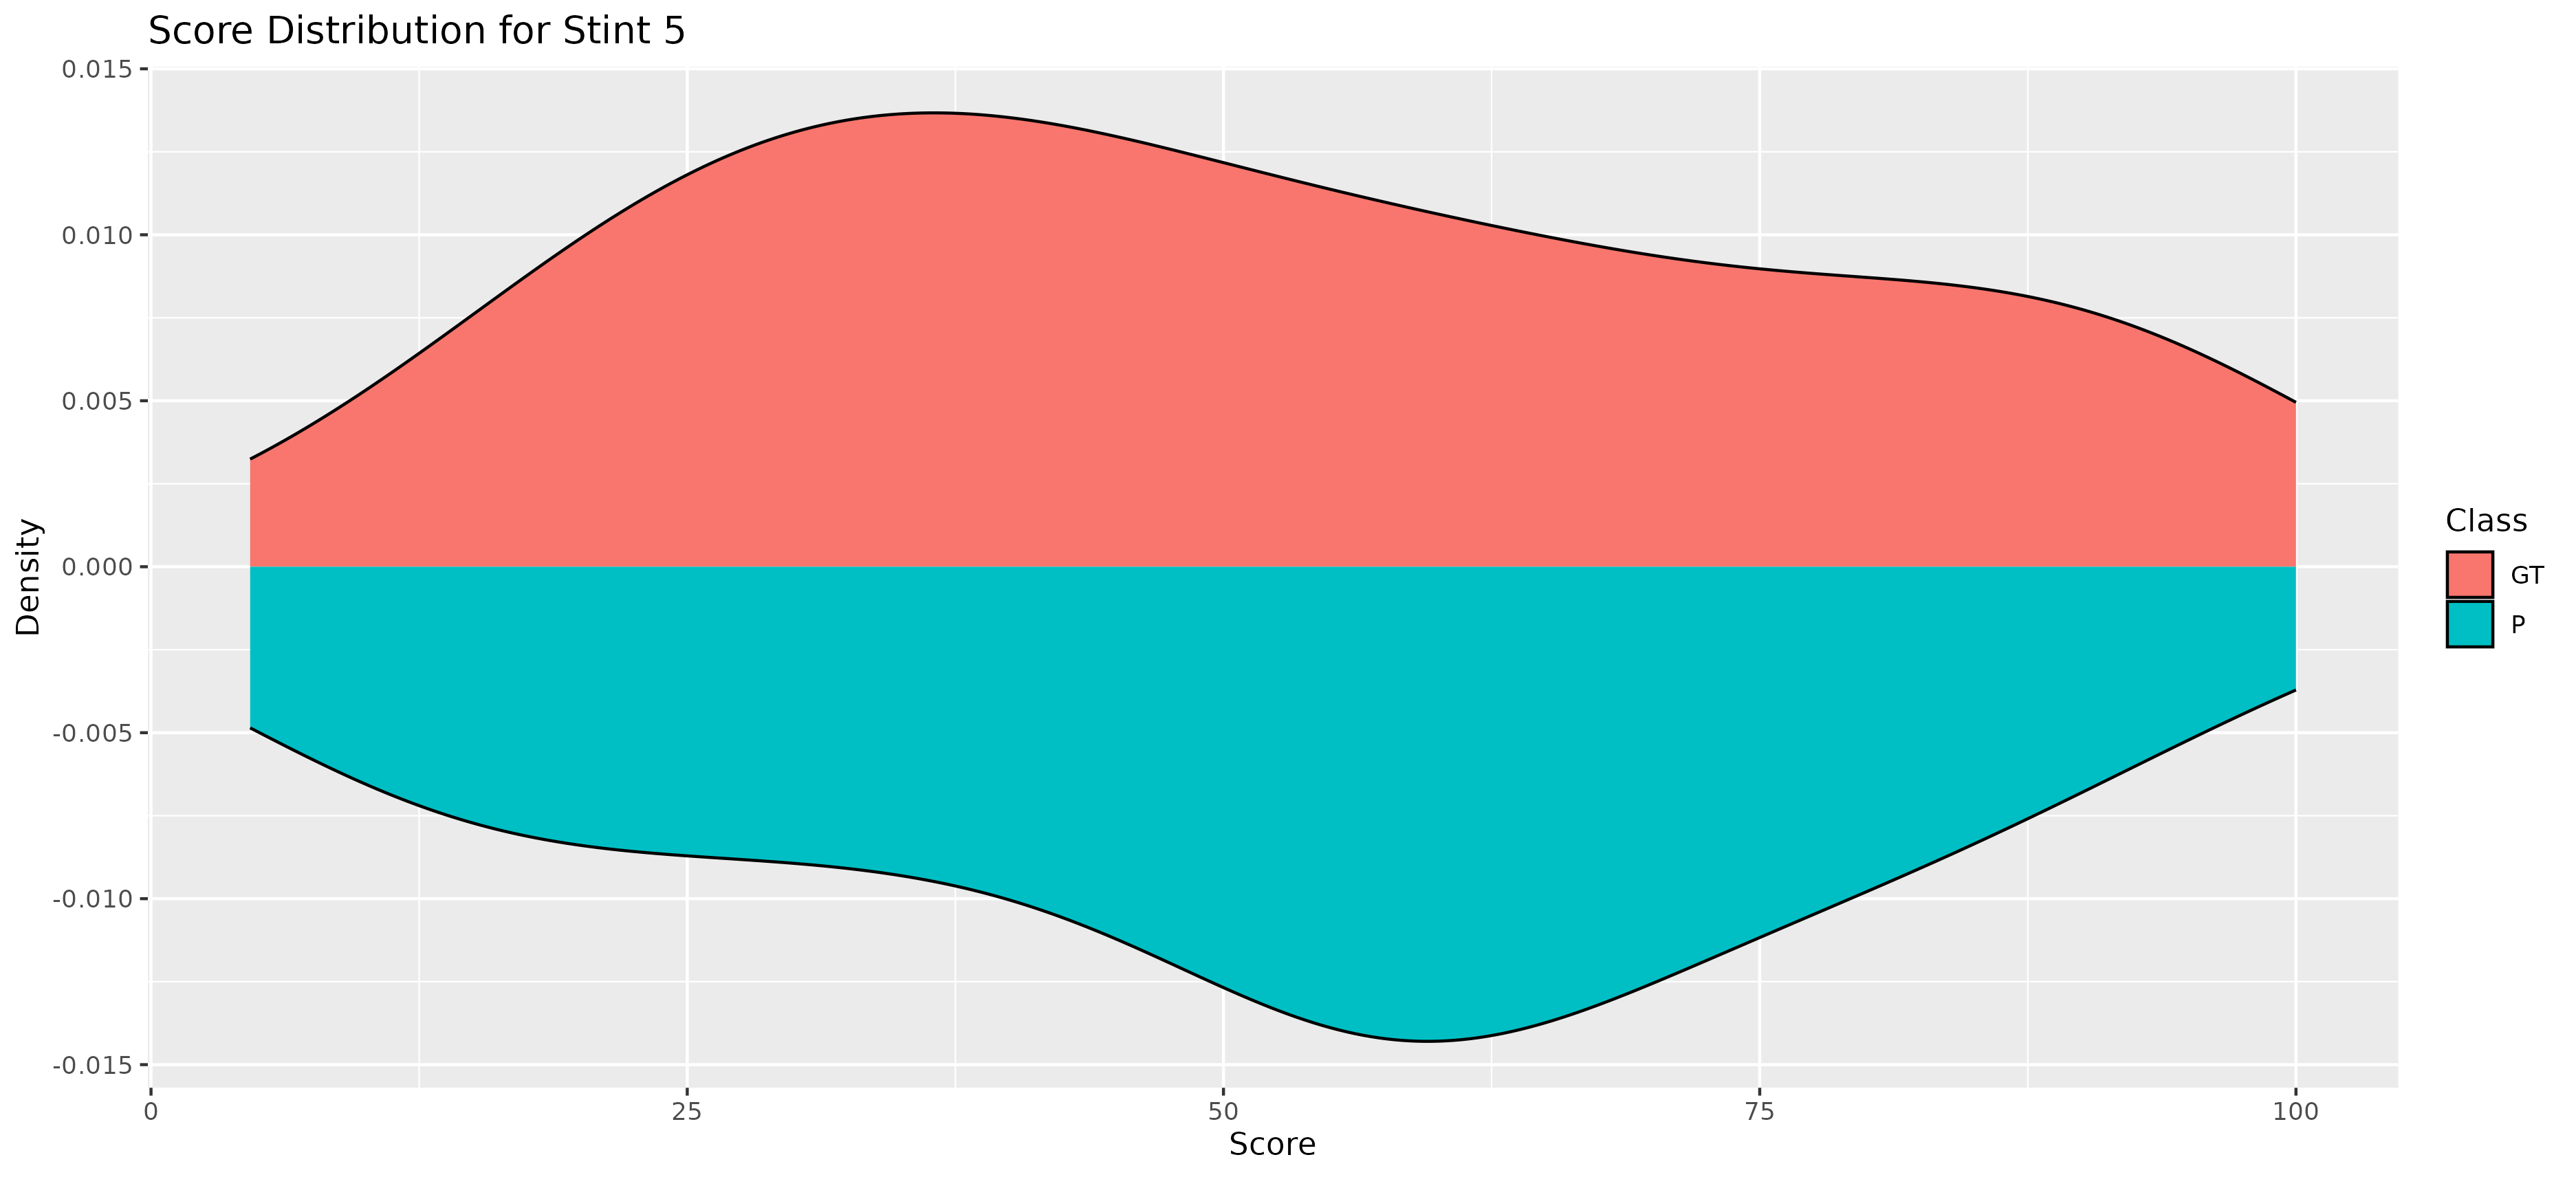 Score Distribution for Stint 5
0.015
0.010
0.005
0.000
-0.005
-0.010
-0.015
Density
0 25 50 75 100
Score
Class
GT
P